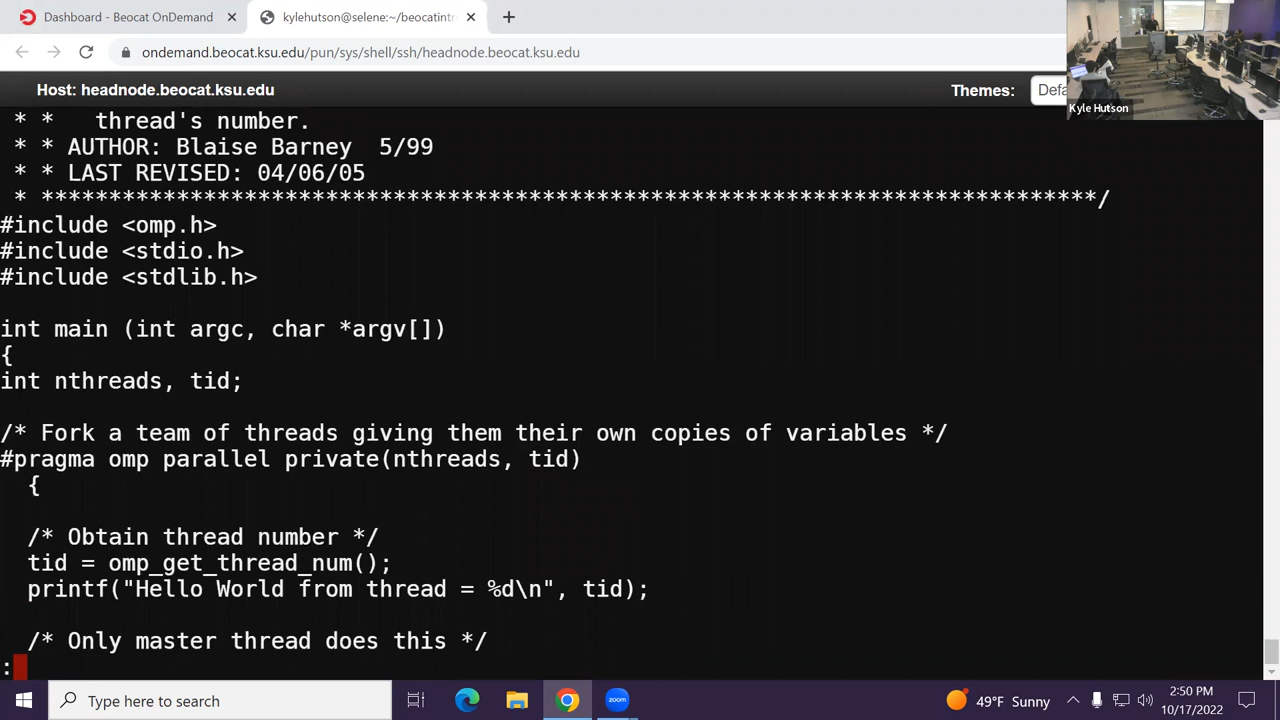 Dashboard - Beocat OnDemand
kylehutson@selene:~/beocatintr
ondemand.beocat.ksu.edu/pun/sys/shell/ssh/headnode.beocat.ksu.edu
Kyle Hutson
Host: headnode.beocat.ksu.edu
Themes:
Defa
* *   thread's number.
* * AUTHOR: Blaise Barney  5/99
* * LAST REVISED: 04/06/05
* ******************************************************************************/
#include <omp.h>
#include <stdio.h>
#include <stdlib.h>
int main (int argc, char *argv[])
{
int nthreads, tid;
/* Fork a team of threads giving them their own copies of variables */
#pragma omp parallel private(nthreads, tid)
{
/* Obtain thread number */
tid = omp_get_thread_num();
printf("Hello World from thread = %d\n", tid);
/* Only master thread does this */
:
Type here to search
zoom
49°F Sunny
2:50 PM
10/17/2022